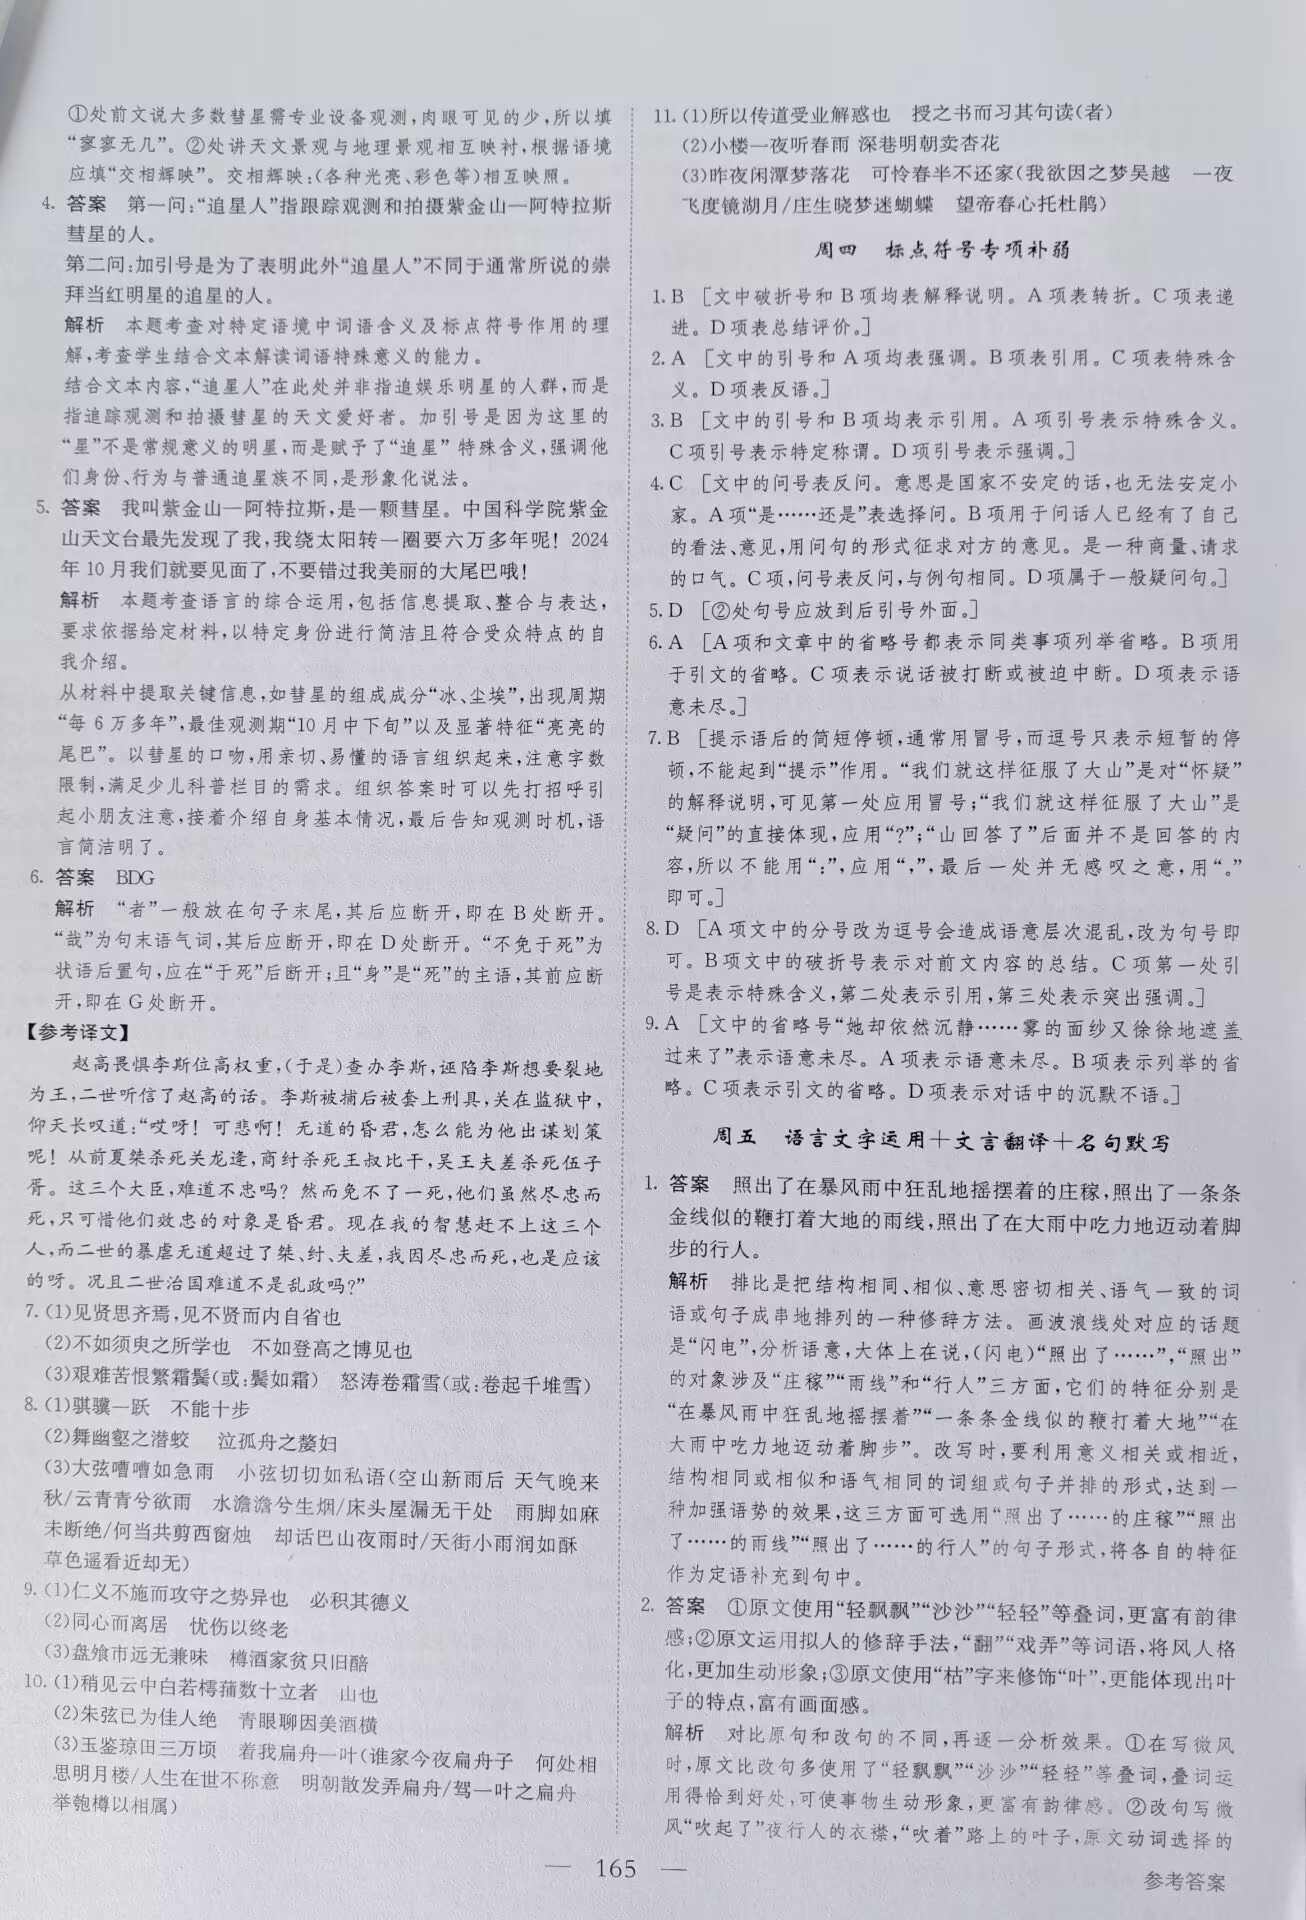 ①处前文说大多数彗星需专业设备观测,肉眼可见的少,所以填
“寥寥无几”。②处讲天文景观与地理景观相互映衬,根据语境
应填“交相辉映”。交相辉映:(各种光亮、彩色等)相互映照。
4. 答案 第一问:“追星人”指跟踪观测和拍摄紫金山—阿特拉斯
彗星的人。
第二问:加引号是为了表明此外“追星人”不同于通常所说的崇
拜当红明星的追星的人。
解析 本题考查对特定语境中词语含义及标点符号作用的理
解,考查学生结合文本解读词语特殊意义的能力。
结合文本内容,“追星人”在此处并非指追娱乐明星的人群,而是
指追踪观测和拍摄彗星的天文爱好者。加引号是因为这里的
“星”不是常规意义的明星,而是赋予了“追星”特殊含义,强调他
们身份、行为与普通追星族不同,是形象化说法。
5. 答案 我叫紫金山—阿特拉斯,是一颗彗星。中国科学院紫金
山天文台最先发现了我,我绕太阳转一圈要六万多年呢! 2024
年10月我们就要见面了,不要错过我美丽的大尾巴哦!
解析 本题考查语言的综合运用,包括信息提取、整合与表达,
要求依据给定材料,以特定身份进行简洁且符合受众特点的自
我介绍。
从材料中提取关键信息,如彗星的组成成分“冰、尘埃”,出现周期
“每6万多年”,最佳观测期“10月中下旬”以及显著特征“亮亮的
尾巴”。以彗星的口吻,用亲切、易懂的语言组织起来,注意字数
限制,满足少儿科普栏目的需求。组织答案时可以先打招呼引
起小朋友注意,接着介绍自身基本情况,最后告知观测时机,语
言简洁明了。
6. 答案 BDG
解析 “者”一般放在句子末尾,其后应断开,即在B处断开。
“哉”为句末语气词,其后应断开,即在D处断开。“不免于死”为
状语后置句,应在“于死”后断开;且“身”是“死”的主语,其前应断
开,即在G处断开。
【参考译文】
赵高畏惧李斯位高权重,(于是)查办李斯,诬陷李斯想要裂地
为王,二世听信了赵高的话。李斯被捕后被套上刑具,关在监狱中,
仰天长叹道:“哎呀! 可悲啊! 无道的昏君,怎么能为他出谋划策
呢! 从前夏桀杀死关龙逄,商纣杀死王叔比干,吴王夫差杀死伍子
胥。这三个大臣,难道不忠吗? 然而免不了一死,他们虽然尽忠而
死,只可惜他们效忠的对象是昏君。现在我的智慧赶不上这三个
人,而二世的暴虐无道超过了桀、纣、夫差,我因尽忠而死,也是应该
的呀。况且二世治国难道不是乱政吗?”
7. (1)见贤思齐焉,见不贤而内自省也
(2)不如须臾之所学也 不如登高之博见也
(3)艰难苦恨繁霜鬓(或:鬓如霜) 怒涛卷霜雪(或:卷起千堆雪)
8. (1)骐骥一跃 不能十步
(2)舞幽壑之潜蛟 泣孤舟之嫠妇
(3)大弦嘈嘈如急雨 小弦切切如私语(空山新雨后 天气晚来
秋/云青青兮欲雨 水澹澹兮生烟/床头屋漏无干处 雨脚如麻
未断绝/何当共剪西窗烛 却话巴山夜雨时/天街小雨润如酥
草色遥看近却无)
9. (1)仁义不施而攻守之势异也 必积其德义
(2)同心而离居 忧伤以终老
(3)盘飧市远无兼味 樽酒家贫只旧醅
10. (1)稍见云中白若樗蒱数十立者 山也
(2)朱弦已为佳人绝 青眼聊因美酒横
(3)玉鉴琼田三万顷 着我扁舟一叶(谁家今夜扁舟子 何处相
思明月楼/人生在世不称意 明朝散发弄扁舟/驾一叶之扁舟
举匏樽以相属)
11. (1)所以传道受业解惑也 授之书而习其句读(者)
(2)小楼一夜听春雨 深巷明朝卖杏花
(3)昨夜闲潭梦落花 可怜春半不还家(我欲因之梦吴越 一夜
飞度镜湖月/庄生晓梦迷蝴蝶 望帝春心托杜鹃)
周四 标点符号专项补弱
1. B [文中破折号和B项均表解释说明。A项表转折。C项表递
进。D项表总结评价。]
2. A [文中的引号和A项均表强调。B项表引用。C项表特殊含
义。D项表反语。]
3. B [文中的引号和B项均表示引用。A项引号表示特殊含义。
C项引号表示特定称谓。D项引号表示强调。]
4. C [文中的问号表反问。意思是国家不安定的话,也无法安定小
家。A项“是……还是”表选择问。B项用于问话人已经有了自己
的看法、意见,用问句的形式征求对方的意见。是一种商量、请求
的口气。C项,问号表反问,与例句相同。D项属于一般疑问句。]
5. D [②处句号应放到后引号外面。]
6. A [A项和文章中的省略号都表示同类事项列举省略。B项用
于引文的省略。C项表示说话被打断或被迫中断。D项表示语
意未尽。]
7. B [提示语后的简短停顿,通常用冒号,而逗号只表示短暂的停
顿,不能起到“提示”作用。“我们就这样征服了大山”是对“怀疑”
的解释说明,可见第一处应用冒号;“我们就这样征服了大山”是
“疑问”的直接体现,应用“?”;“山回答了”后面并不是回答的内
容,所以不能用“:”,应用“,”,最后一处并无感叹之意,用“。”
即可。]
8. D [A项文中的分号改为逗号会造成语意层次混乱,改为句号即
可。B项文中的破折号表示对前文内容的总结。C项第一处引
号是表示特殊含义,第二处表示引用,第三处表示突出强调。]
9. A [文中的省略号“她却依然沉静……雾的面纱又徐徐地遮盖
过来了”表示语意未尽。A项表示语意未尽。B项表示列举的省
略。C项表示引文的省略。D项表示对话中的沉默不语。]
周五 语言文字运用+文言翻译+名句默写
1. 答案 照出了在暴风雨中狂乱地摇摆着的庄稼,照出了一条条
金线似的鞭打着大地的雨线,照出了在大雨中吃力地迈动着脚
步的行人。
解析 排比是把结构相同、相似、意思密切相关、语气一致的词
语或句子成串地排列的一种修辞方法。画波浪线处对应的话题
是“闪电”,分析语意,大体上在说,(闪电)“照出了……”,“照出”
的对象涉及“庄稼”“雨线”和“行人”三方面,它们的特征分别是
“在暴风雨中狂乱地摇摆着”“一条条金线似的鞭打着大地”“在
大雨中吃力地迈动着脚步”。改写时,要利用意义相关或相近,
结构相同或相似和语气相同的词组或句子并排的形式,达到一
种加强语势的效果,这三方面可选用“照出了……的庄稼”“照出
了……的雨线”“照出了……的行人”的句子形式,将各自的特征
作为定语补充到句中。
2. 答案 ①原文使用“轻飘飘”“沙沙”“轻轻”等叠词,更富有韵律
感;②原文运用拟人的修辞手法,“翻”“戏弄”等词语,将风人格
化,更加生动形象;③原文使用“枯”字来修饰“叶”,更能体现出叶
子的特点,富有画面感。
解析 对比原句和改句的不同,再逐一分析效果。①在写微风
时,原文比改句多使用了“轻飘飘”“沙沙”“轻轻”等叠词,叠词运
用得恰到好处,可使事物生动形象,更富有韵律感。②改句写微
风“吹起了”夜行人的衣襟,“吹着”路上的叶子,原文动词选择的
— 165 —
参考答案